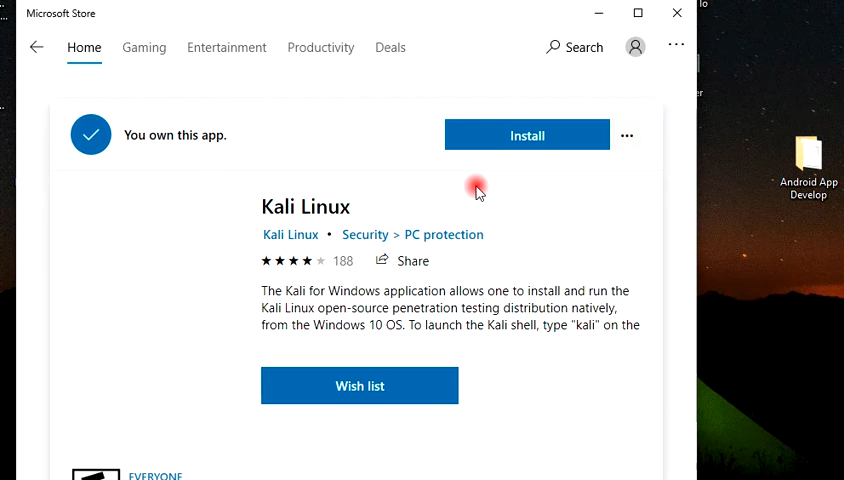 Microsoft Store
Home Gaming Entertainment Productivity Deals Search
You own this app. Install
Kali Linux
Kali Linux • Security > PC protection
188 Share
The Kali for Windows application allows one to install and run the
Kali Linux open-source penetration testing distribution natively,
from the Windows 10 OS. To launch the Kali shell, type "kali" on the
Wish list
EVERYONE
Android App
Develop